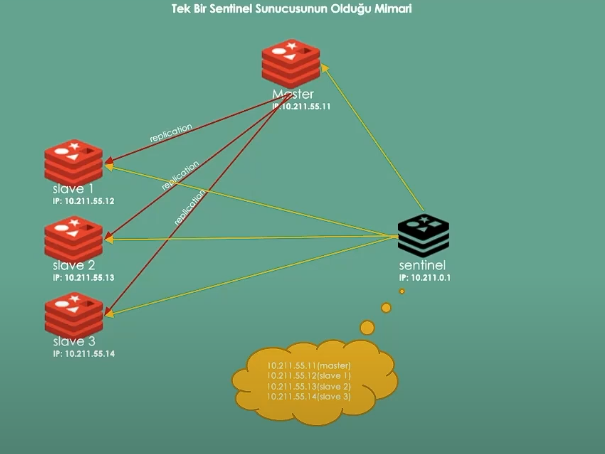 Tek Bir Sentinel Sunucusunun Olduğu Mimari
Master
IP:10.211.55.11
replication
replication
replication
slave 1
IP: 10.211.55.12
slave 2
IP: 10.211.55.13
slave 3
IP: 10.211.55.14
sentinel
IP: 10.211.0.1
10.211.55.11(master)
10.211.55.12(slave 1)
10.211.55.13(slave 2)
10.211.55.14(slave 3)